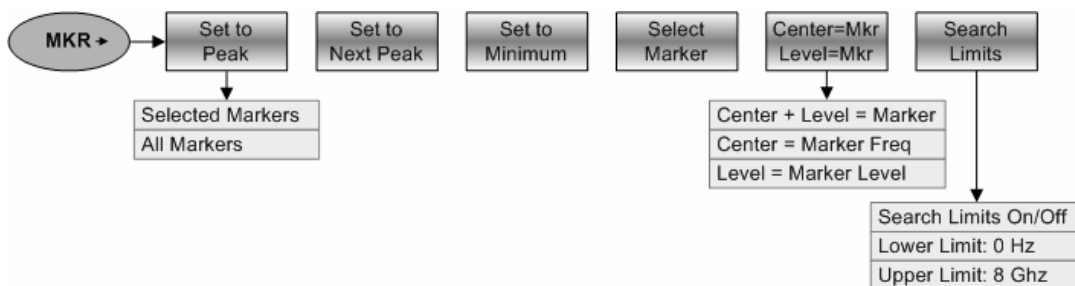 MKR
Set to
Peak
Set to
Next Peak
Set to
Minimum
Select
Marker
Center=Mkr
Level=Mkr
Search
Limits
Selected Markers
All Markers
Center + Level = Marker
Center = Marker Freq
Level = Marker Level
Search Limits On/Off
Lower Limit: 0 Hz
Upper Limit: 8 Ghz